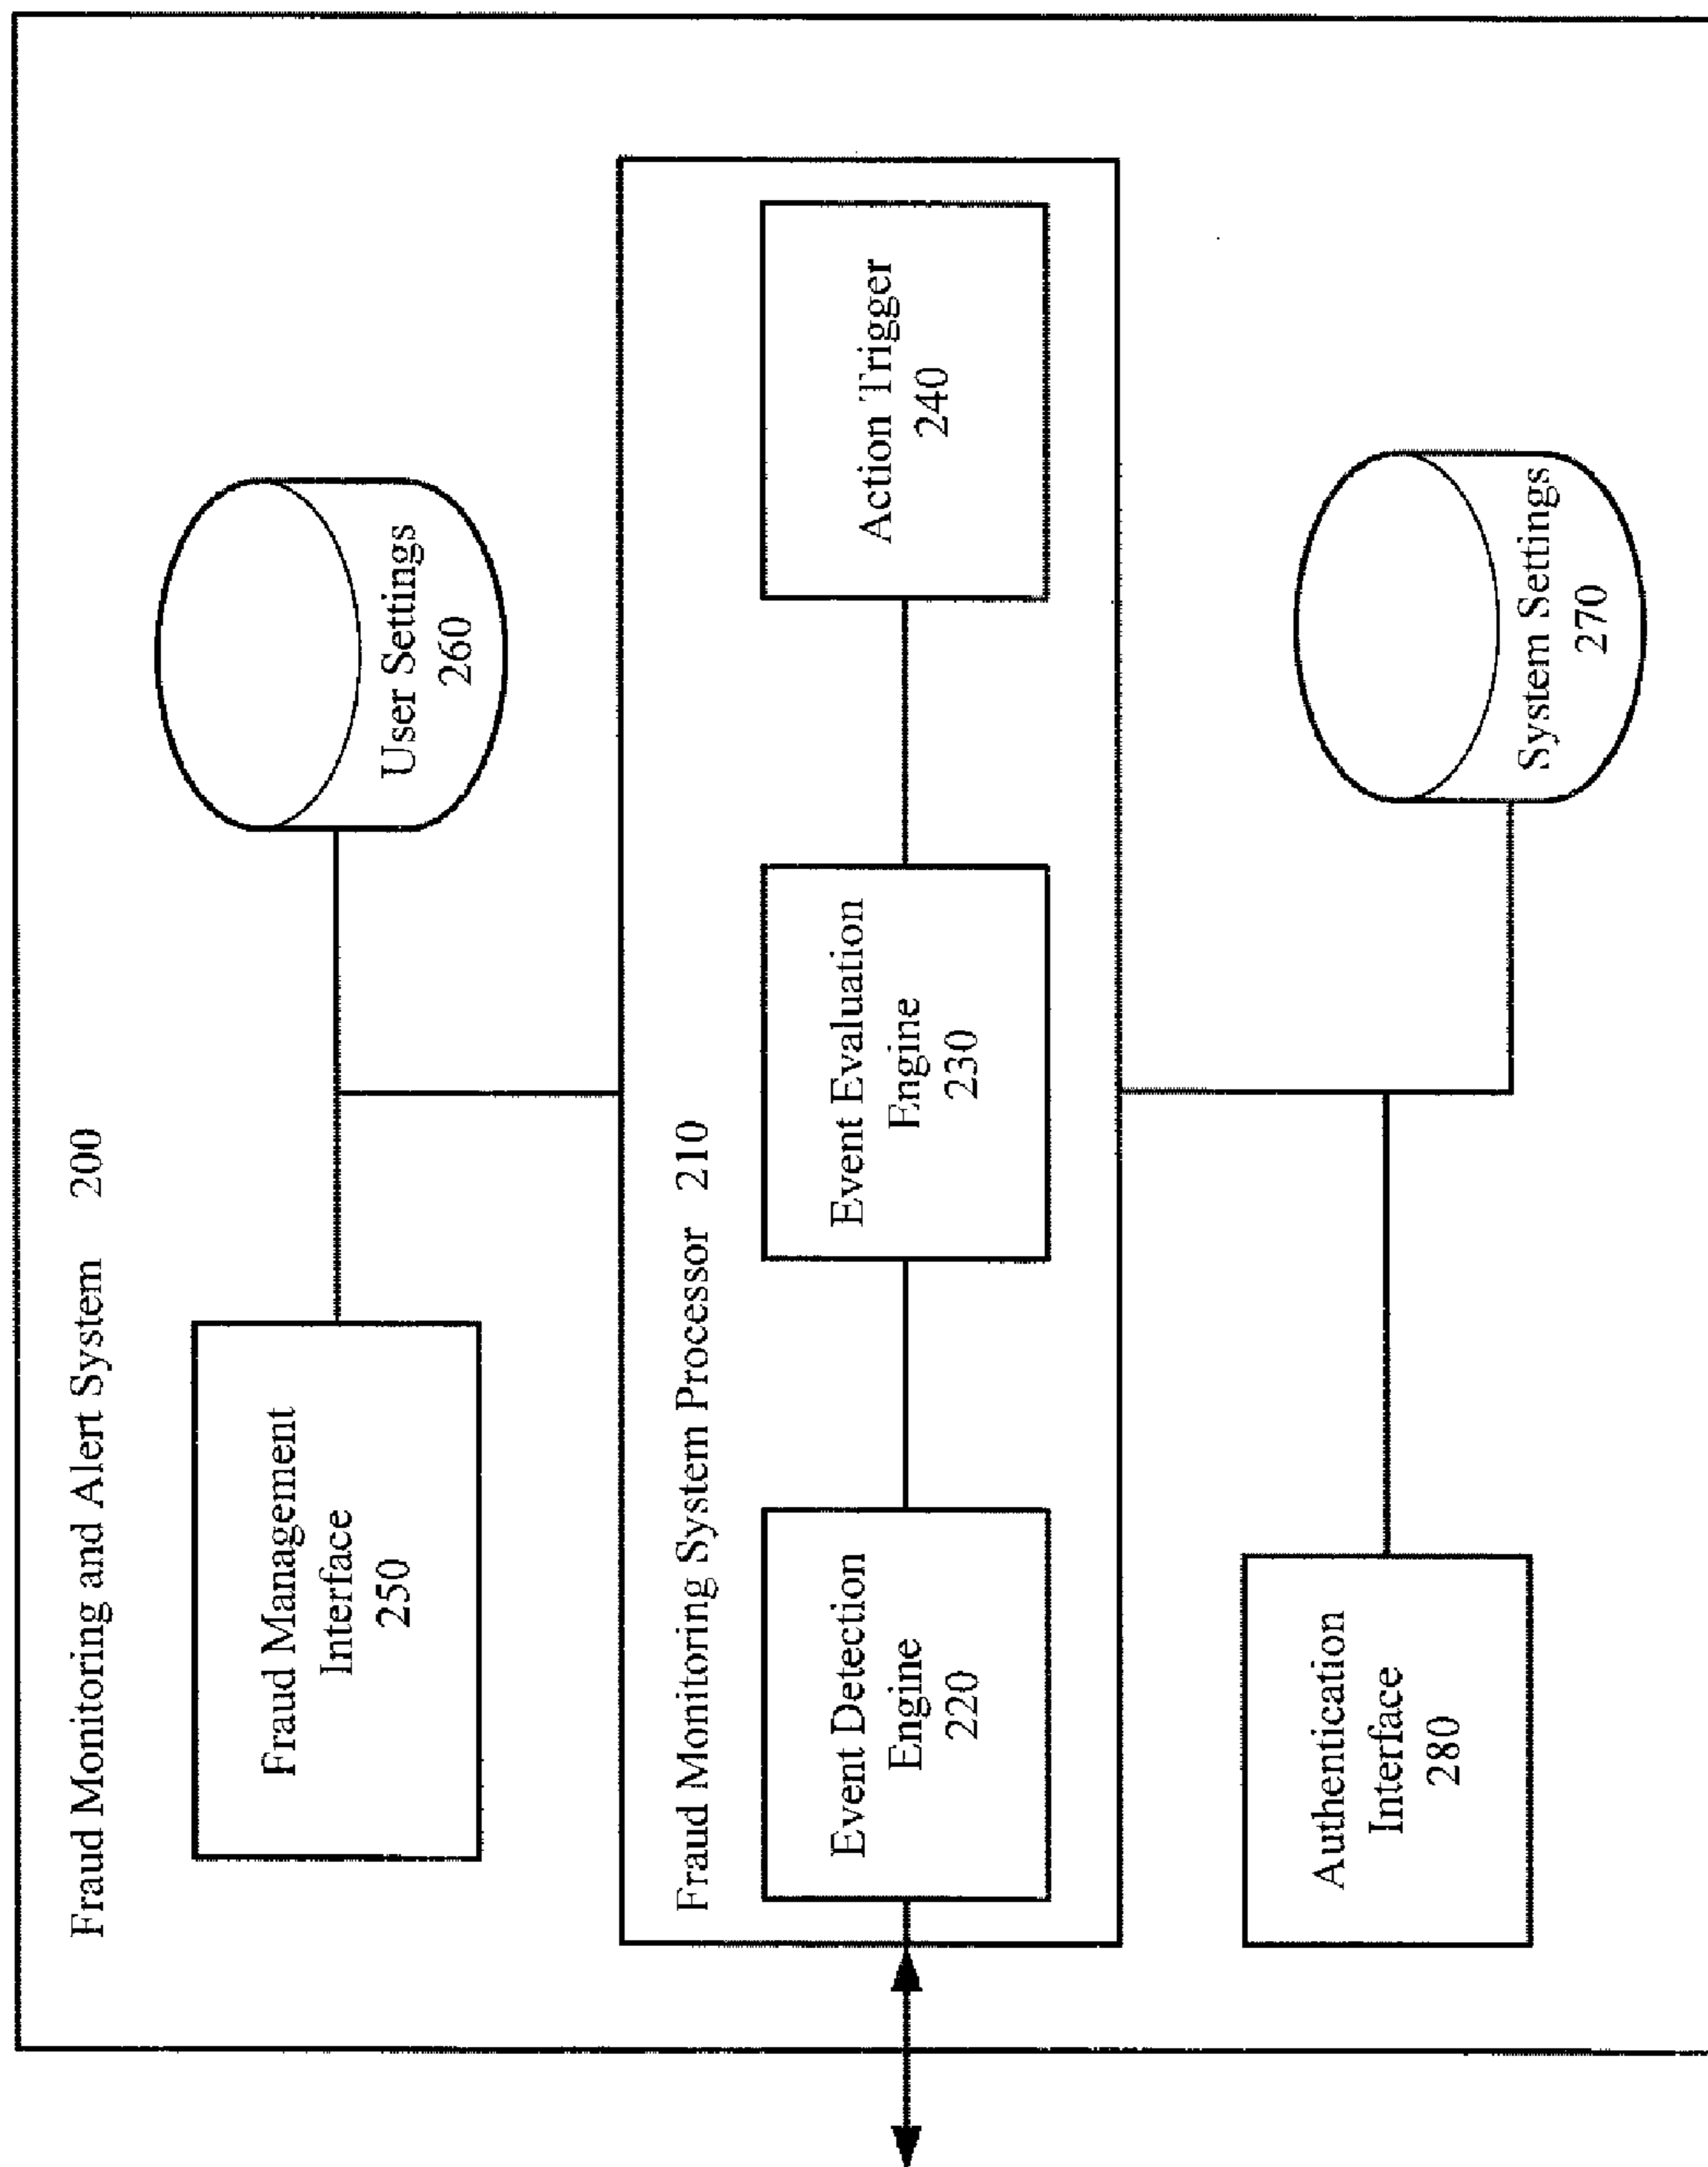 Fraud Monitoring and Alert System 200
Fraud Management
Interface
250
User Settings
260
Fraud Monitoring System Processor 210
Event Detection
Engine
220
Event Evaluation
Engine
230
Action Trigger
240
Authentication
Interface
280
System Settings
270